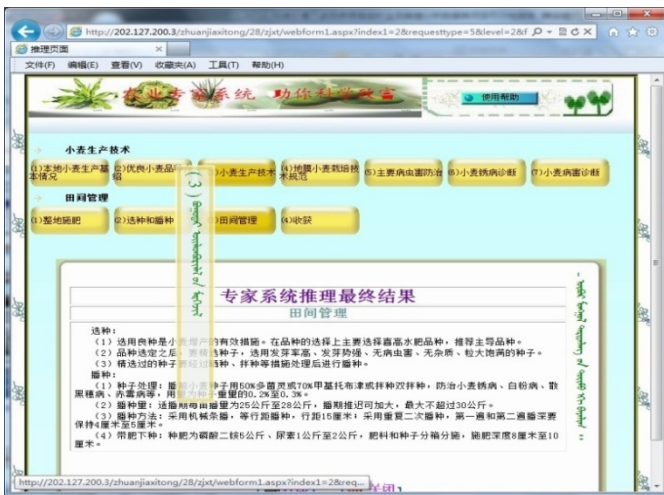 http://202.127.200.3/zhuanjiaxitong/28/zjxt/webform1.aspx?index1=2&requesttype=5&level=2&f
推理页面
文件(F) 编辑(E) 查看(V) 收藏夹(A) 工具(T) 帮助(H)
农业专家系统 助你科学致富
使用帮助
小麦生产技术
(1)本地小麦生产基本情况 (2)优良小麦品种 绍 小麦生产技术 (4)地膜小麦栽培技术规范 (5)主要病虫害防治 (6)小麦锈病诊断 (7)小麦病害诊断
田间管理
(1)整地施肥 (2)选种和播种 田间管理 (4)收获
(3)
专家系统推理最终结果
田间管理
选种:
(1) 选用良种是小麦增产的有效措施。在品种的选择上主要选择喜高水肥品种,推荐主导品种。
(2) 品种选定之后,要精选种子,选用发芽率高、发芽势强、无病虫害、无杂质、粒大饱满的种子。
(3) 精选过的种子要经过晒种、拌种等措施处理后进行播种。
播种:
(1) 种子处理:播前小麦种子用50%多菌灵或70%甲基托布津或拌种双拌种,防治小麦锈病、白粉病、散
黑穗病、赤霉病等,用量为种子重量的0.2%至0.3%。
(2) 播种量:适播期每亩播量为25公斤至28公斤,播期推迟可加大,最大不超过30公斤。
(3) 播种方法:采用机械条播,等行距播种,行距15厘米;采用重复二次播种,第一遍和第二遍播深要
保持4厘米至5厘米。
(4) 带肥下种:种肥为磷酸二铵5公斤、尿素1公斤至2公斤,肥料和种子分箱分施,施肥深度8厘米至10
厘米。
http://202.127.200.3/zhuanjiaxitong/28/zjxt/webform1.aspx?index1=2&req...
关闭